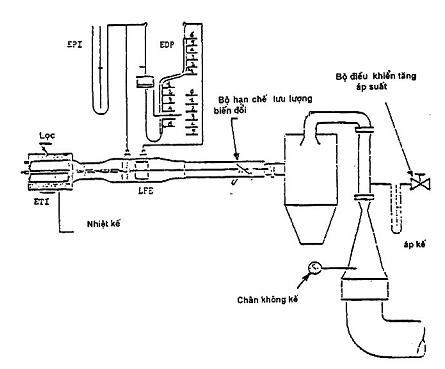 EPI
EDP
Bộ điều khiển tăng
áp suất
Bộ hạn chế lưu lượng
biến đổi
Lọc
ETI
LFE
Nhiệt kế
áp kế
Chân không kế